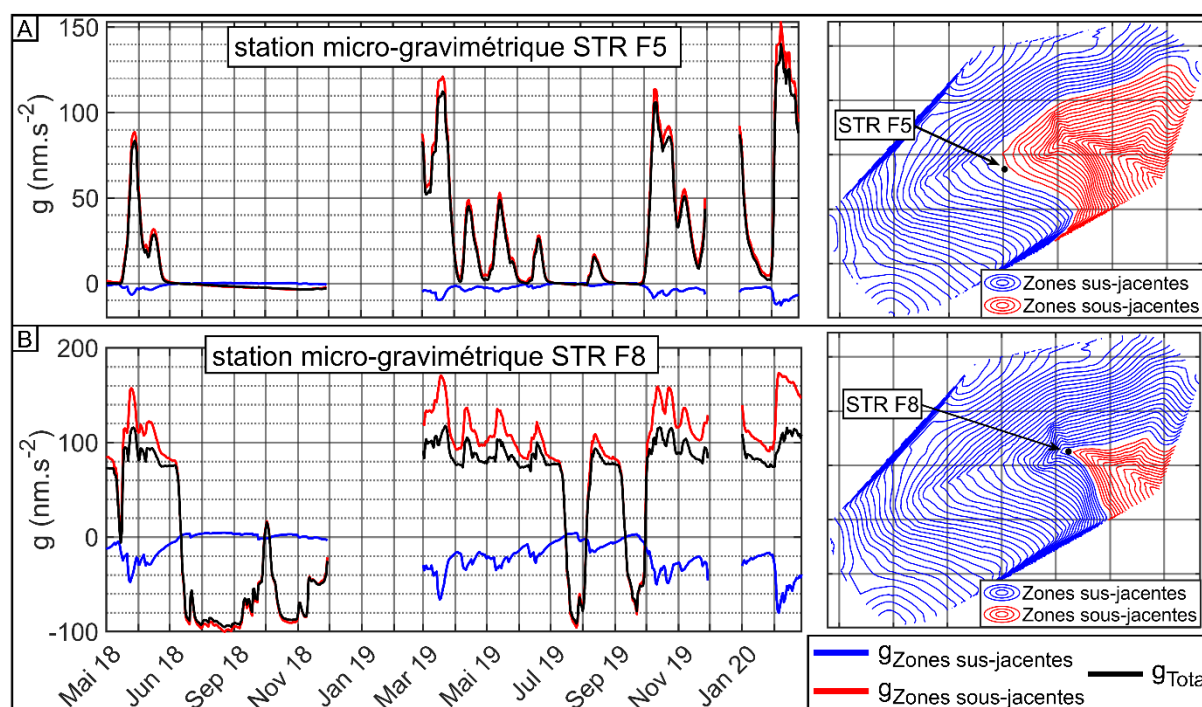 A
station micro-gravimétrique STR F5
150
100
50
0
g (nm.s-2)
STR F5
Zones sus-jacentes
Zones sous-jacentes
B
station micro-gravimétrique STR F8
200
100
0
-100
g (nm.s-2)
STR F8
Zones sus-jacentes
Zones sous-jacentes
Mai 18
Jun 18
Sep 18
Nov 18
Jan 19
Mar 19
Mai 19
Jul 19
Sep 19
Nov 19
Jan 20
gZones sus-jacentes
gZones sous-jacentes
gTota